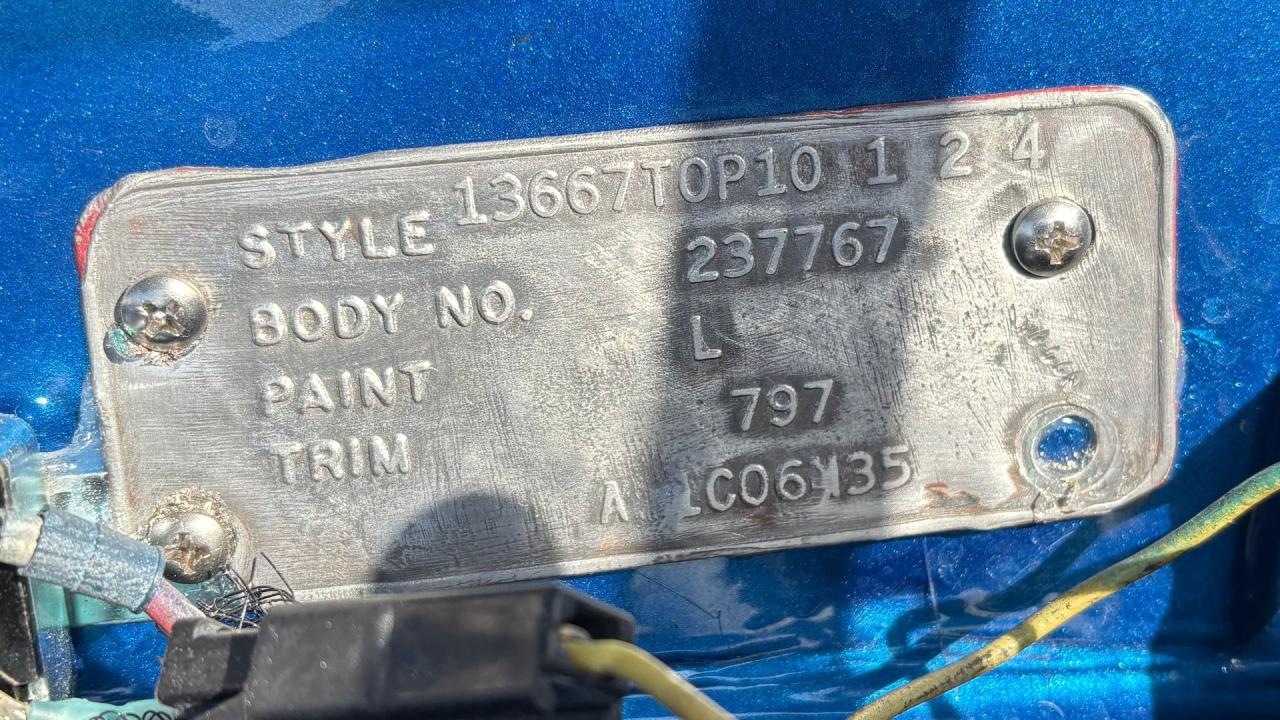 STYLE 13667TOP10 1 2 4
BODY NO. 237767
PAINT L
TRIM 797
A 1C06Y35